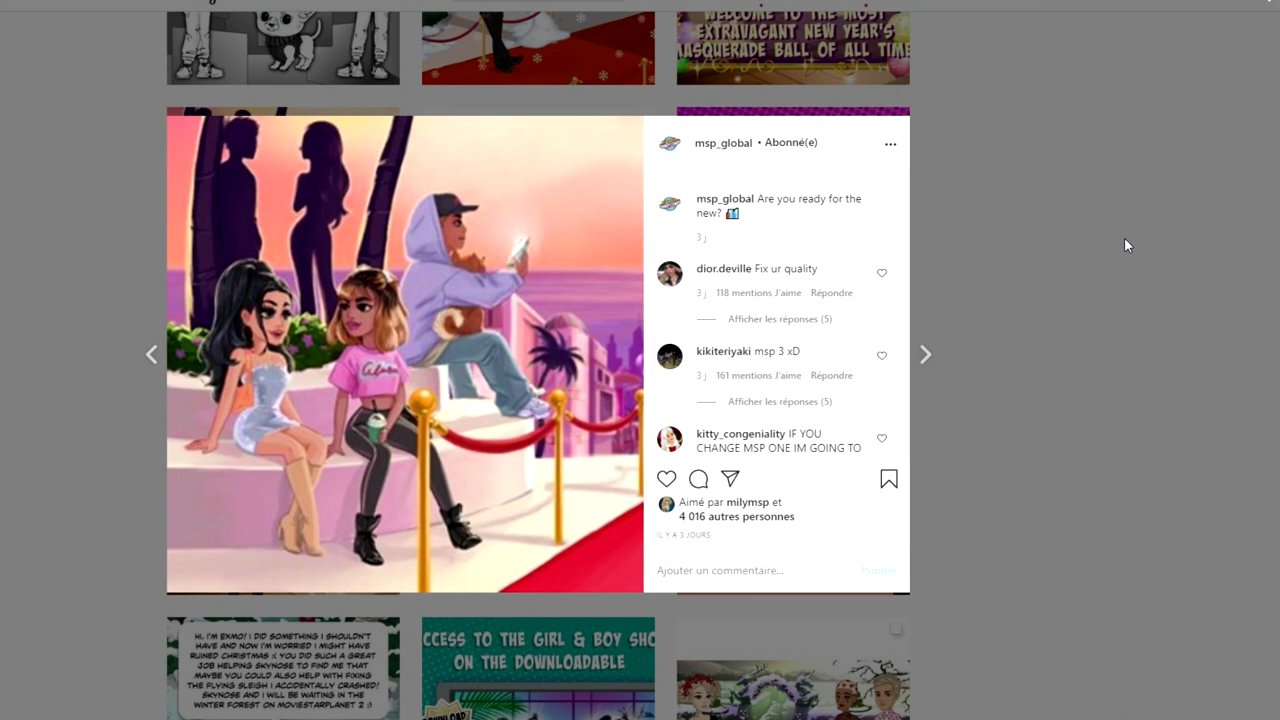 WELCOME TO THE MOST
EXTRAVAGANT NEW YEAR'S
MASQUERADE BALL OF ALL TIME
msp_global • Abonné(e)
msp_global Are you ready for the
new?
3 j
dior.deville Fix ur quality
3 j 118 mentions J'aime Répondre
Afficher les réponses (5)
kikiteriyaki msp 3 xD
3 j 161 mentions J'aime Répondre
Afficher les réponses (5)
kitty_congeniality IF YOU
CHANGE MSP ONE IM GOING TO
Aimé par milymsp et
4 016 autres personnes
IL Y A 3 JOURS
Ajouter un commentaire...
Publier
HI, I'M EXMO! I DID SOMETHING I SHOULDN'T
HAVE AND NOW I'M WORRIED I MIGHT HAVE
RUINED CHRISTMAS :( YOU DID SUCH A GREAT
JOB HELPING SKYNOSE TO FIND ME THAT
MAYBE YOU COULD ALSO HELP WITH FIXING
THE FLYING SLEIGH I ACCIDENTALLY CRASHED!
SKYNOSE AND I WILL BE WAITING IN THE
WINTER FOREST ON MOVIESTARPLANET 2 :)
CCESS TO THE GIRL & BOY SHO
ON THE DOWNLOADABLE
DOWNLOAD